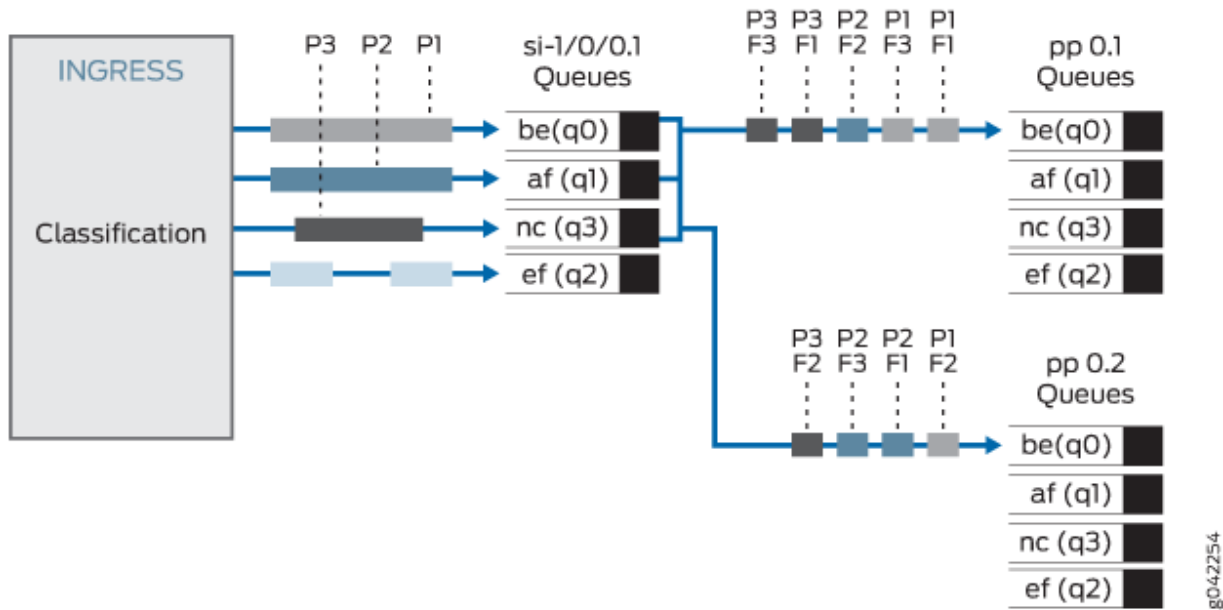 INGRESS
Classification
P3 P2 P1
si-1/0/0.1
Queues
be(q0)
af (q1)
nc (q3)
ef (q2)
P3 P3 P2 P1 P1
F3 F1 F2 F3 F1
pp 0.1
Queues
be(q0)
af (q1)
nc (q3)
ef (q2)
P3 P2 P2 P1
F2 F3 F1 F2
pp 0.2
Queues
be(q0)
af (q1)
nc (q3)
ef (q2)
g042254